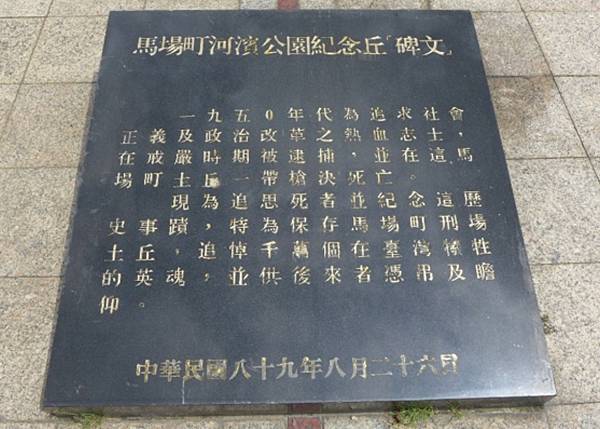 馬場町河濱公園紀念丘「碑文」
一九五0年代為追求社會,
正義及政治改革之熱血志士,
在戒嚴時期被逮捕,並在這馬
場町土丘一帶槍決死亡。
現為追思死者並紀念這歷
史事蹟,特為保存馬場町刑場
土丘,追悼千萬個在臺灣犧牲
的英魂,並供後來者憑弔及瞻
仰。
中華民國八十九年八月二十六日